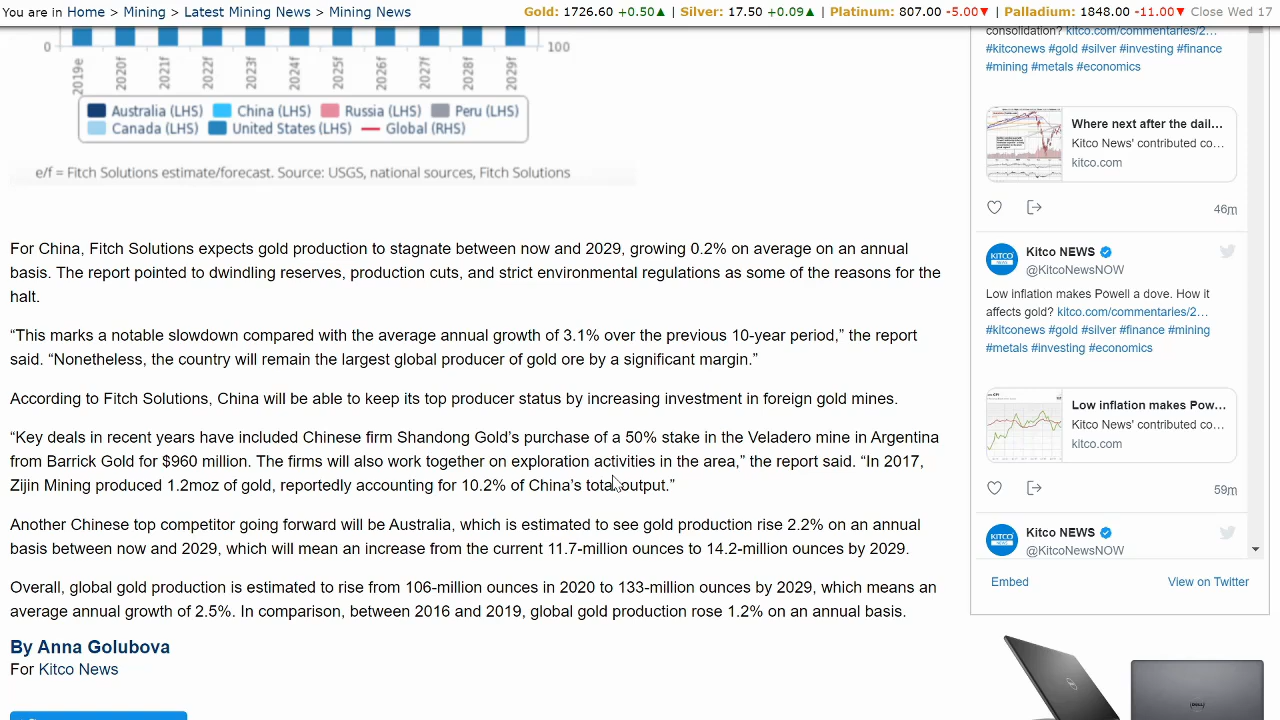 You are in Home > Mining > Latest Mining News > Mining News
Gold: 1726.60 +0.50▲ | Silver: 17.50 +0.09▲ | Platinum: 807.00 -5.00▼ | Palladium: 1848.00 -11.00▼ Close Wed 17
0
100
2019e
2020f
2021f
2022f
2023f
2024f
2025f
2026f
2027f
2028f
2029f
Australia (LHS) China (LHS) Russia (LHS) Peru (LHS)
Canada (LHS) United States (LHS) Global (RHS)
e/f = Fitch Solutions estimate/forecast. Source: USGS, national sources, Fitch Solutions
For China, Fitch Solutions expects gold production to stagnate between now and 2029, growing 0.2% on average on an annual
basis. The report pointed to dwindling reserves, production cuts, and strict environmental regulations as some of the reasons for the
halt.
“This marks a notable slowdown compared with the average annual growth of 3.1% over the previous 10-year period,” the report
said. “Nonetheless, the country will remain the largest global producer of gold ore by a significant margin.”
According to Fitch Solutions, China will be able to keep its top producer status by increasing investment in foreign gold mines.
“Key deals in recent years have included Chinese firm Shandong Gold’s purchase of a 50% stake in the Veladero mine in Argentina
from Barrick Gold for $960 million. The firms will also work together on exploration activities in the area,” the report said. “In 2017,
Zijin Mining produced 1.2moz of gold, reportedly accounting for 10.2% of China’s total output.”
Another Chinese top competitor going forward will be Australia, which is estimated to see gold production rise 2.2% on an annual
basis between now and 2029, which will mean an increase from the current 11.7-million ounces to 14.2-million ounces by 2029.
Overall, global gold production is estimated to rise from 106-million ounces in 2020 to 133-million ounces by 2029, which means an
average annual growth of 2.5%. In comparison, between 2016 and 2019, global gold production rose 1.2% on an annual basis.
By Anna Golubova
For Kitco News
consolidation? kitco.com/commentaries/2…
#kitconews #gold #silver #investing #finance
#mining #metals #economics
Where next after the dail...
Kitco News' contributed co...
kitco.com
46m
Kitco NEWS
@KitcoNewsNOW
Low inflation makes Powell a dove. How it
affects gold? kitco.com/commentaries/2…
#kitconews #gold #silver #finance #mining
#metals #investing #economics
Low inflation makes Pow...
Kitco News' contributed co...
kitco.com
59m
Kitco NEWS
@KitcoNewsNOW
Embed
View on Twitter